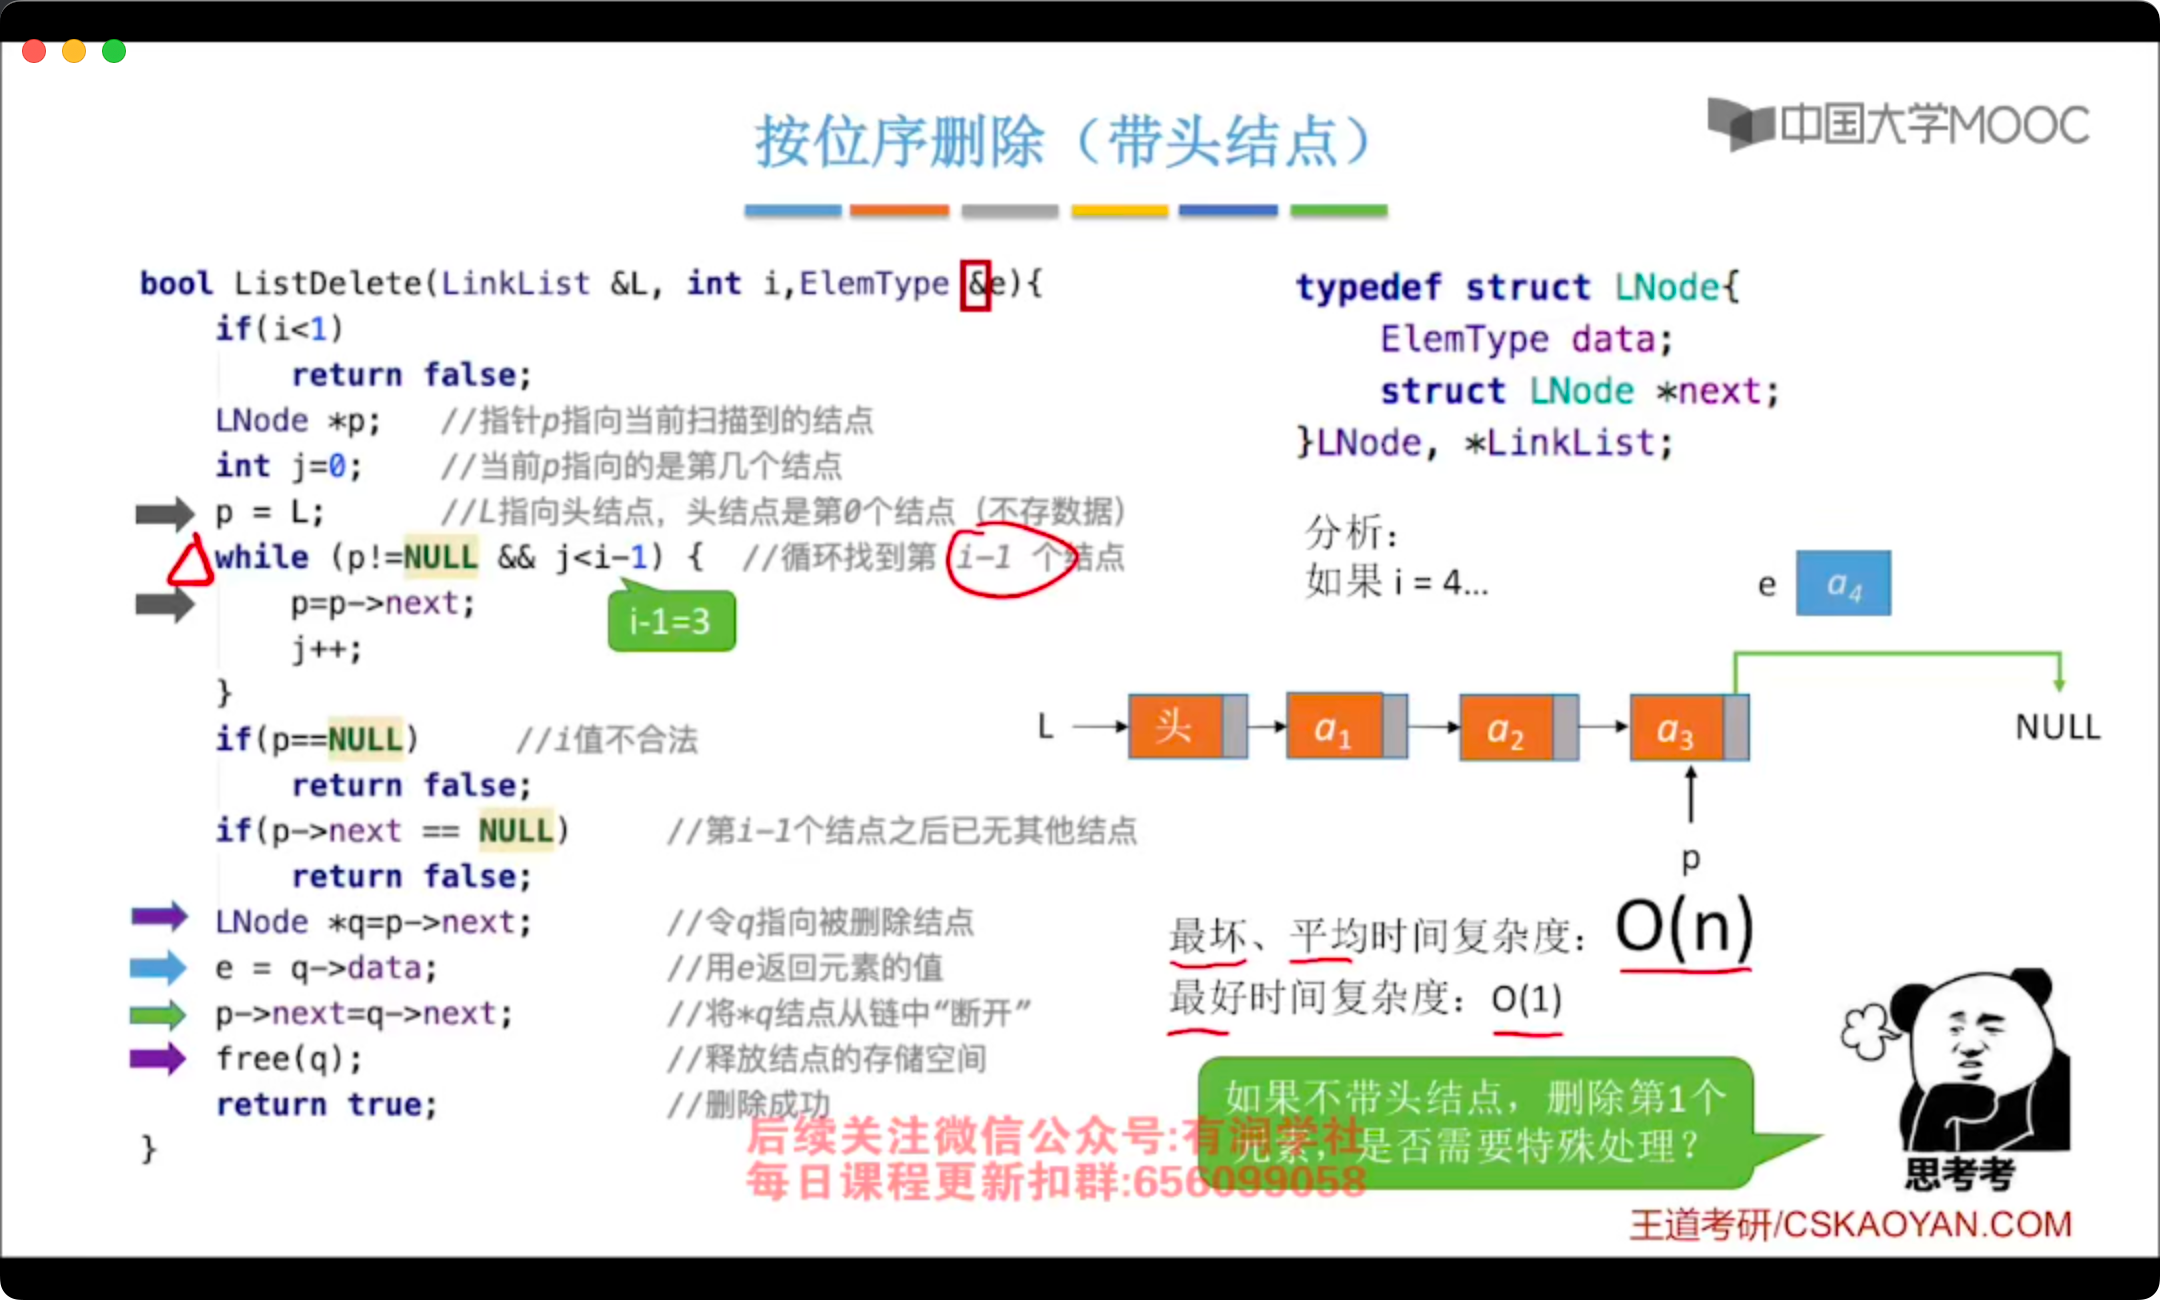 按位序删除（带头结点）
中国大学MOOC
bool ListDelete(LinkList &L, int i,ElemType &e){
if(i<1)
return false;
LNode *p; //指针p指向当前扫描到的结点
int j=0; //当前p指向的是第几个结点
p = L; //L指向头结点，头结点是第0个结点（不存数据）
while (p!=NULL && j<i-1) { //循环找到第 i-1 个结点
p=p->next;
i-1=3
j++;
}
if(p==NULL) //i值不合法
return false;
if(p->next == NULL) //第i-1个结点之后已无其他结点
return false;
LNode *q=p->next; //令q指向被删除结点
e = q->data; //用e返回元素的值
p->next=q->next; //将*q结点从链中“断开”
free(q); //释放结点的存储空间
return true; //删除成功
}
typedef struct LNode{
ElemType data;
struct LNode *next;
}LNode, *LinkList;
分析：
如果 i = 4...
e a4
L 头 a1 a2 a3 NULL
p
最坏、平均时间复杂度：O(n)
最好时间复杂度：O(1)
如果不带头结点，删除第1个
元素，是否需要特殊处理？
思考考
后续关注微信公众号:有润学社
每日课程更新扣群:656099058
王道考研/CSKAOYAN.COM